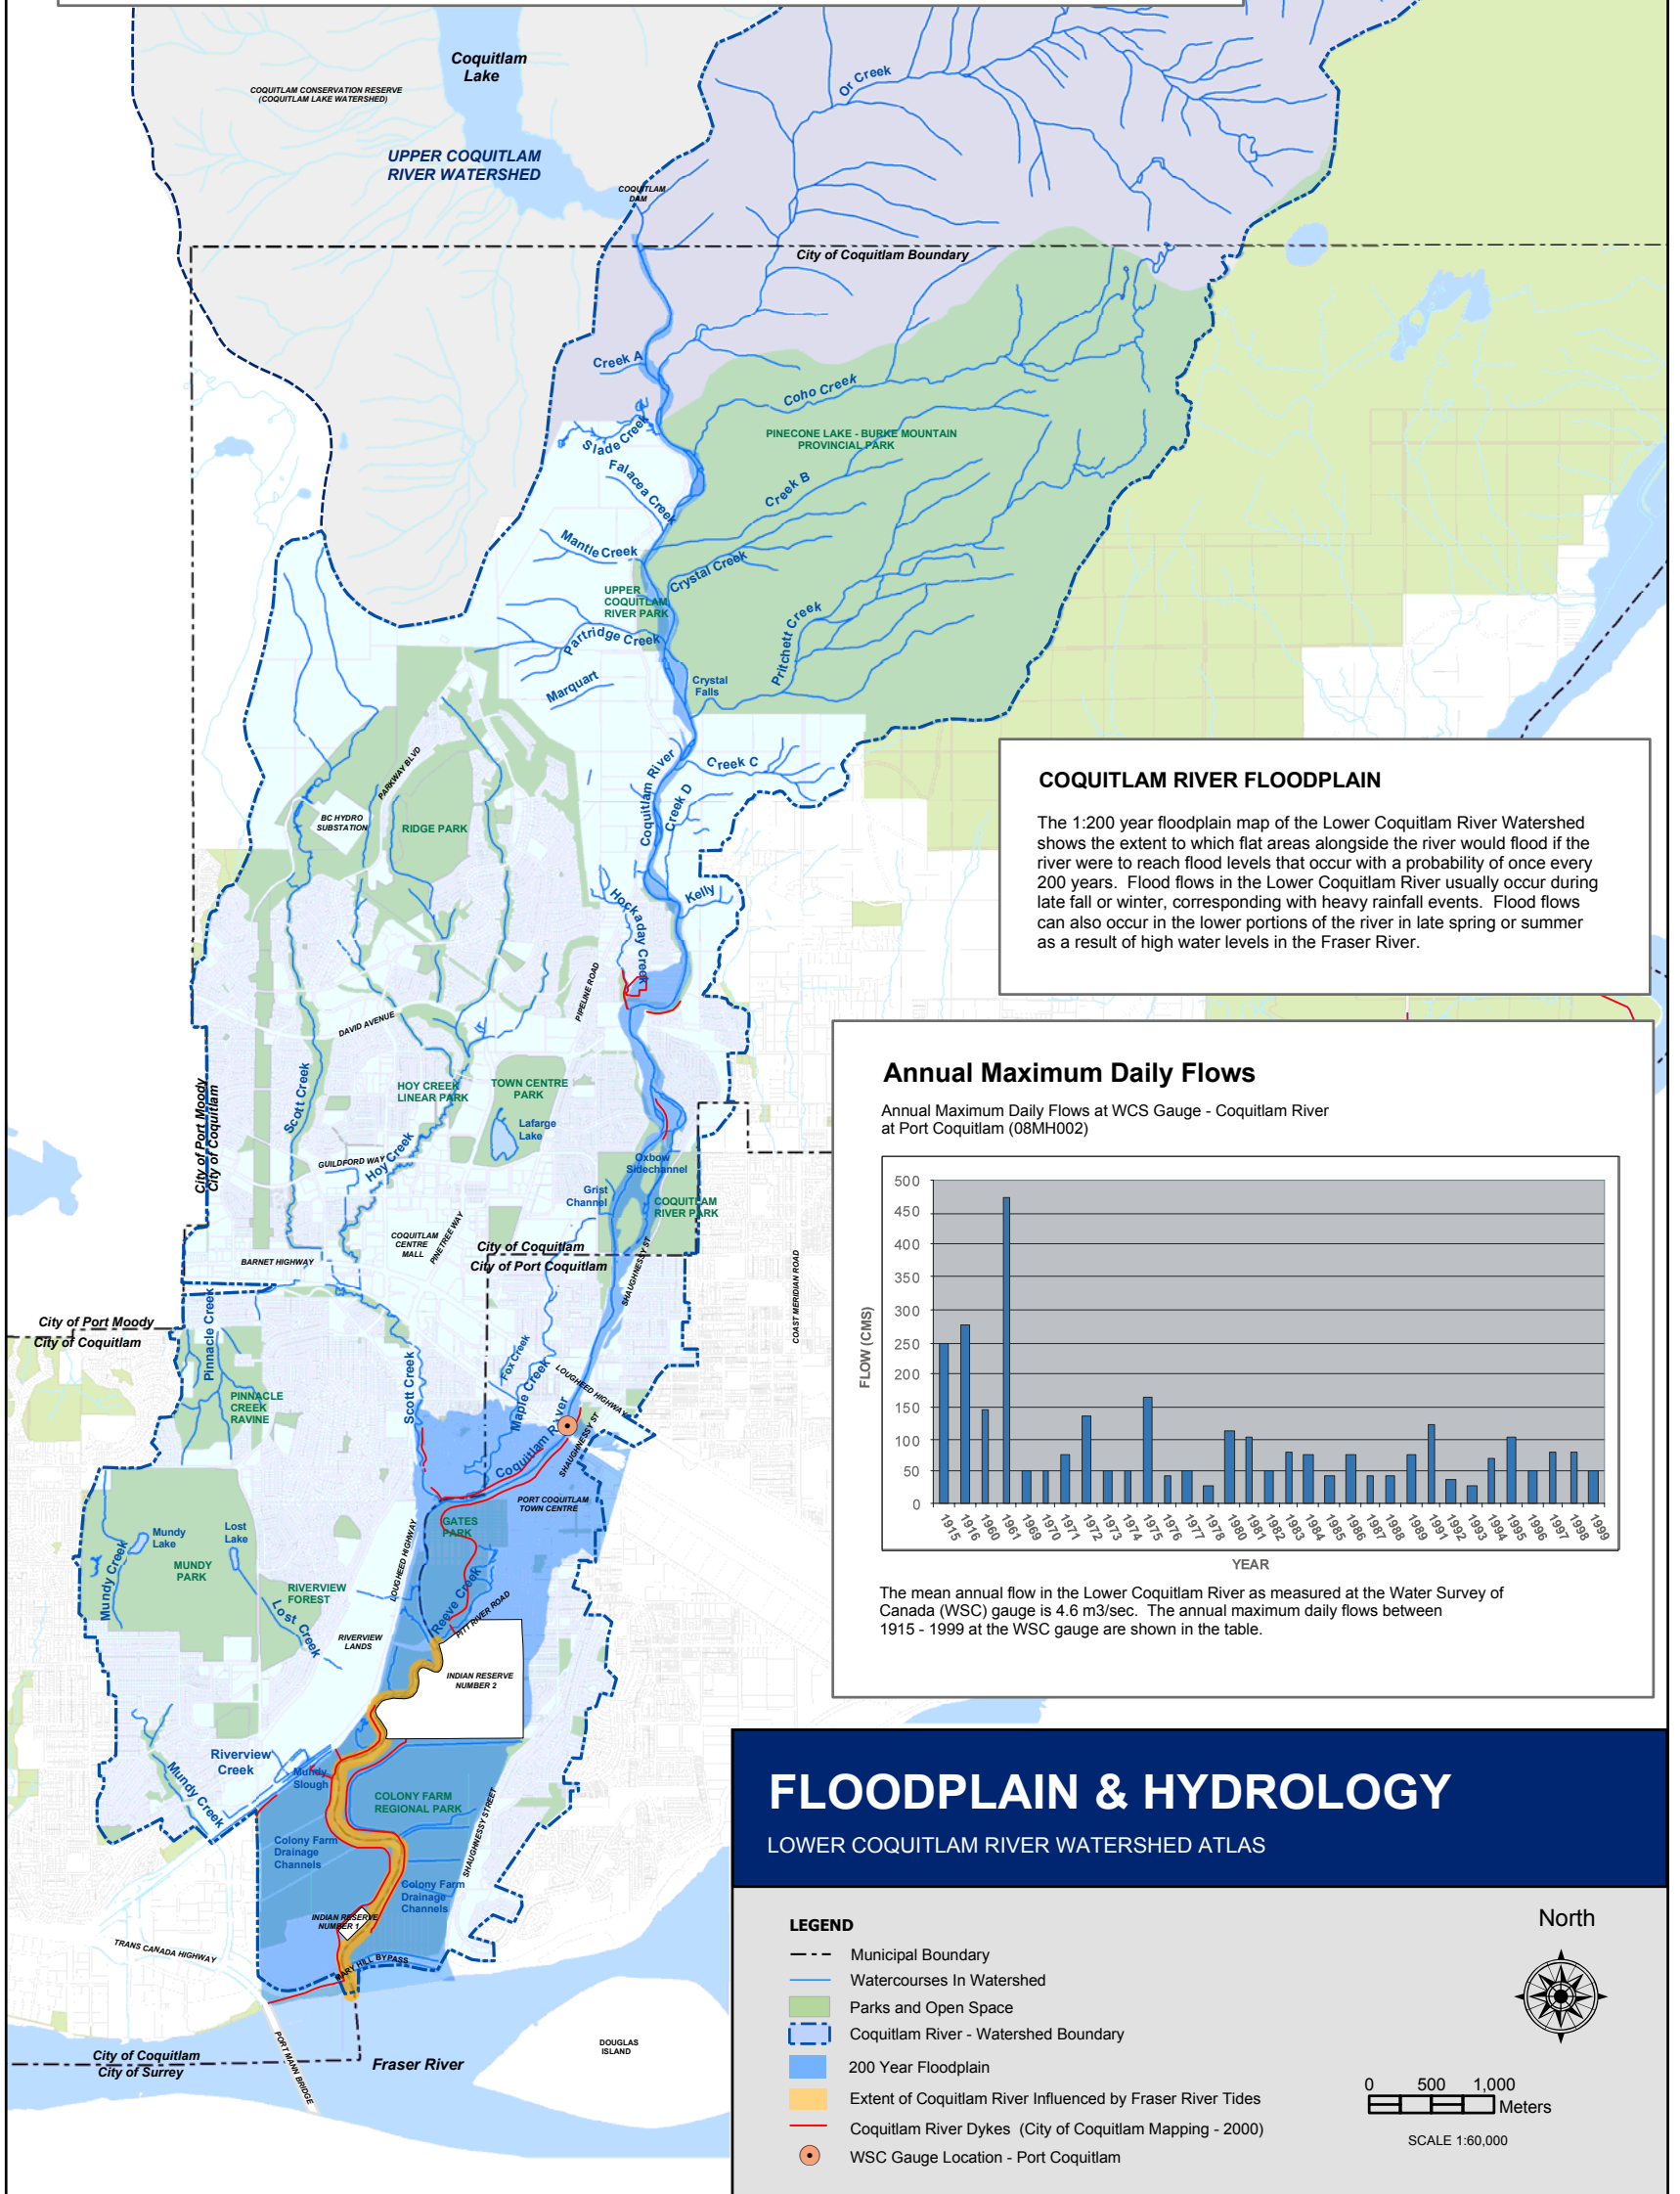 Coquitlam
Lake
COQUITLAM CONSERVATION RESERVE
(COQUITLAM LAKE WATERSHED)
Or Creek
UPPER COQUITLAM
RIVER WATERSHED
COQUITLAM
DAM
City of Coquitlam Boundary
Creek A
Coho Creek
Slade Creek
PINECONE LAKE - BURKE MOUNTAIN
PROVINCIAL PARK
Falacea Creek
Creek B
Mantle Creek
Crystal Creek
UPPER
COQUITLAM
RIVER PARK
Partridge Creek
Pritchett Creek
Marquart
Crystal
Falls
PARKWAY BLVD
Coquitlam River
Creek C
Creek D
BC HYDRO
SUBSTATION
RIDGE PARK
Hockaday Creek
Kelly
PIPELINE ROAD
DAVID AVENUE
Scott Creek
HOY CREEK
LINEAR PARK
TOWN CENTRE
PARK
Lafarge
Lake
City of Port Moody
City of Coquitlam
GUILDFORD WAY
Hoy Creek
Oxbow
Sidechannel
Grist
Channel
COQUITLAM
RIVER PARK
COQUITLAM
CENTRE
MALL
PINETREE WAY
City of Coquitlam
City of Port Coquitlam
BARNET HIGHWAY
SHAUGHNESSY ST
COAST MERIDIAN ROAD
City of Port Moody
City of Coquitlam
Pinnacle Creek
Fox Creek
Maple Creek
LOUGHEED HIGHWAY
Scott Creek
PINNACLE
CREEK
RAVINE
Coquitlam River
SHAUGHNESSY ST
PORT COQUITLAM
TOWN CENTRE
GATES
PARK
Mundy
Lake
Lost
Lake
MUNDY
PARK
Mundy Creek
LOUGHEED HIGHWAY
RIVERVIEW
FOREST
Lost Creek
Reeve Creek
PITT RIVER ROAD
RIVERVIEW
LANDS
INDIAN RESERVE
NUMBER 2
Riverview
Creek
Mundy
Slough
Mundy Creek
COLONY FARM
REGIONAL PARK
SHAUGHNESSY STREET
Colony Farm
Drainage
Channels
Colony Farm
Drainage
Channels
INDIAN RESERVE
NUMBER 1
TRANS CANADA HIGHWAY
MARY HILL BYPASS
PORT MANN BRIDGE
City of Coquitlam
City of Surrey
Fraser River
DOUGLAS
ISLAND
COQUITLAM RIVER FLOODPLAIN
The 1:200 year floodplain map of the Lower Coquitlam River Watershed
shows the extent to which flat areas alongside the river would flood if the
river were to reach flood levels that occur with a probability of once every
200 years. Flood flows in the Lower Coquitlam River usually occur during
late fall or winter, corresponding with heavy rainfall events. Flood flows
can also occur in the lower portions of the river in late spring or summer
as a result of high water levels in the Fraser River.
Annual Maximum Daily Flows
Annual Maximum Daily Flows at WCS Gauge - Coquitlam River
at Port Coquitlam (08MH002)
500
450
400
350
300
250
200
150
100
50
0
FLOW (CMS)
1915 1916 1960 1961 1969 1970 1971 1972 1973 1974 1975 1976 1977 1978 1980 1981 1982 1983 1984 1985 1986 1987 1988 1989 1991 1992 1993 1994 1995 1996 1997 1998 1999
YEAR
The mean annual flow in the Lower Coquitlam River as measured at the Water Survey of
Canada (WSC) gauge is 4.6 m3/sec. The annual maximum daily flows between
1915 - 1999 at the WSC gauge are shown in the table.
FLOODPLAIN & HYDROLOGY
LOWER COQUITLAM RIVER WATERSHED ATLAS
LEGEND
Municipal Boundary
Watercourses In Watershed
Parks and Open Space
Coquitlam River - Watershed Boundary
200 Year Floodplain
Extent of Coquitlam River Influenced by Fraser River Tides
Coquitlam River Dykes (City of Coquitlam Mapping - 2000)
WSC Gauge Location - Port Coquitlam
North
0 500 1,000
Meters
SCALE 1:60,000